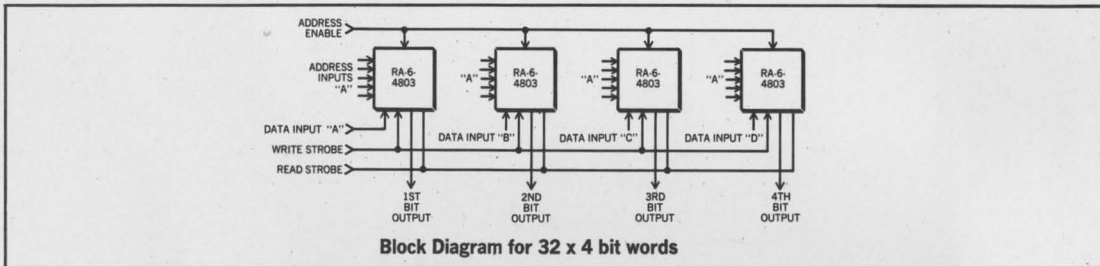 ADDRESS
ENABLE
ADDRESS
INPUTS
"A"
RA-6-
4803
"A"
RA-6-
4803
"A"
RA-6-
4803
"A"
RA-6-
4803
DATA INPUT "A"
DATA INPUT "B"
DATA INPUT "C"
DATA INPUT "D"
WRITE STROBE
READ STROBE
1ST
BIT
OUTPUT
2ND
BIT
OUTPUT
3RD
BIT
OUTPUT
4TH
BIT
OUTPUT
Block Diagram for 32 x 4 bit words